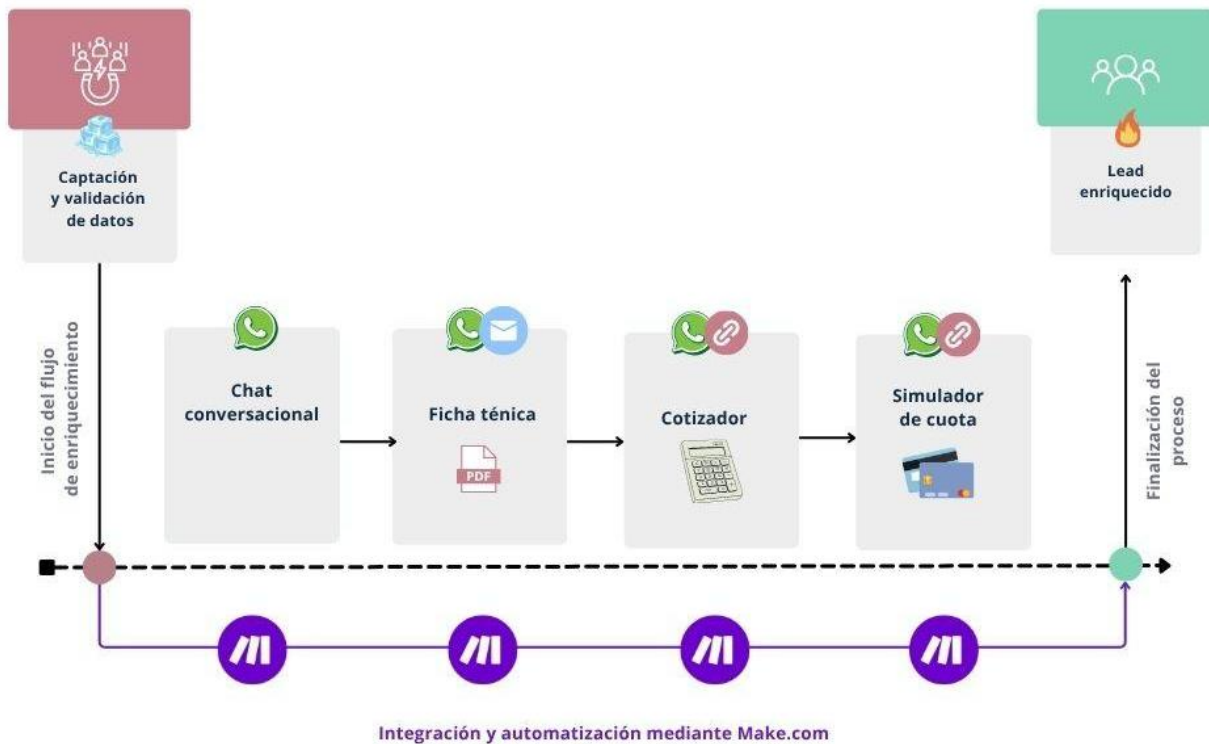 Captación
y validación
de datos
Lead
enriquecido
Inicio del flujo
de enriquecimiento
Chat
conversacional
Ficha ténica
PDF
Cotizador
Simulador
de cuota
Finalización del
proceso
Integración y automatización mediante Make.com